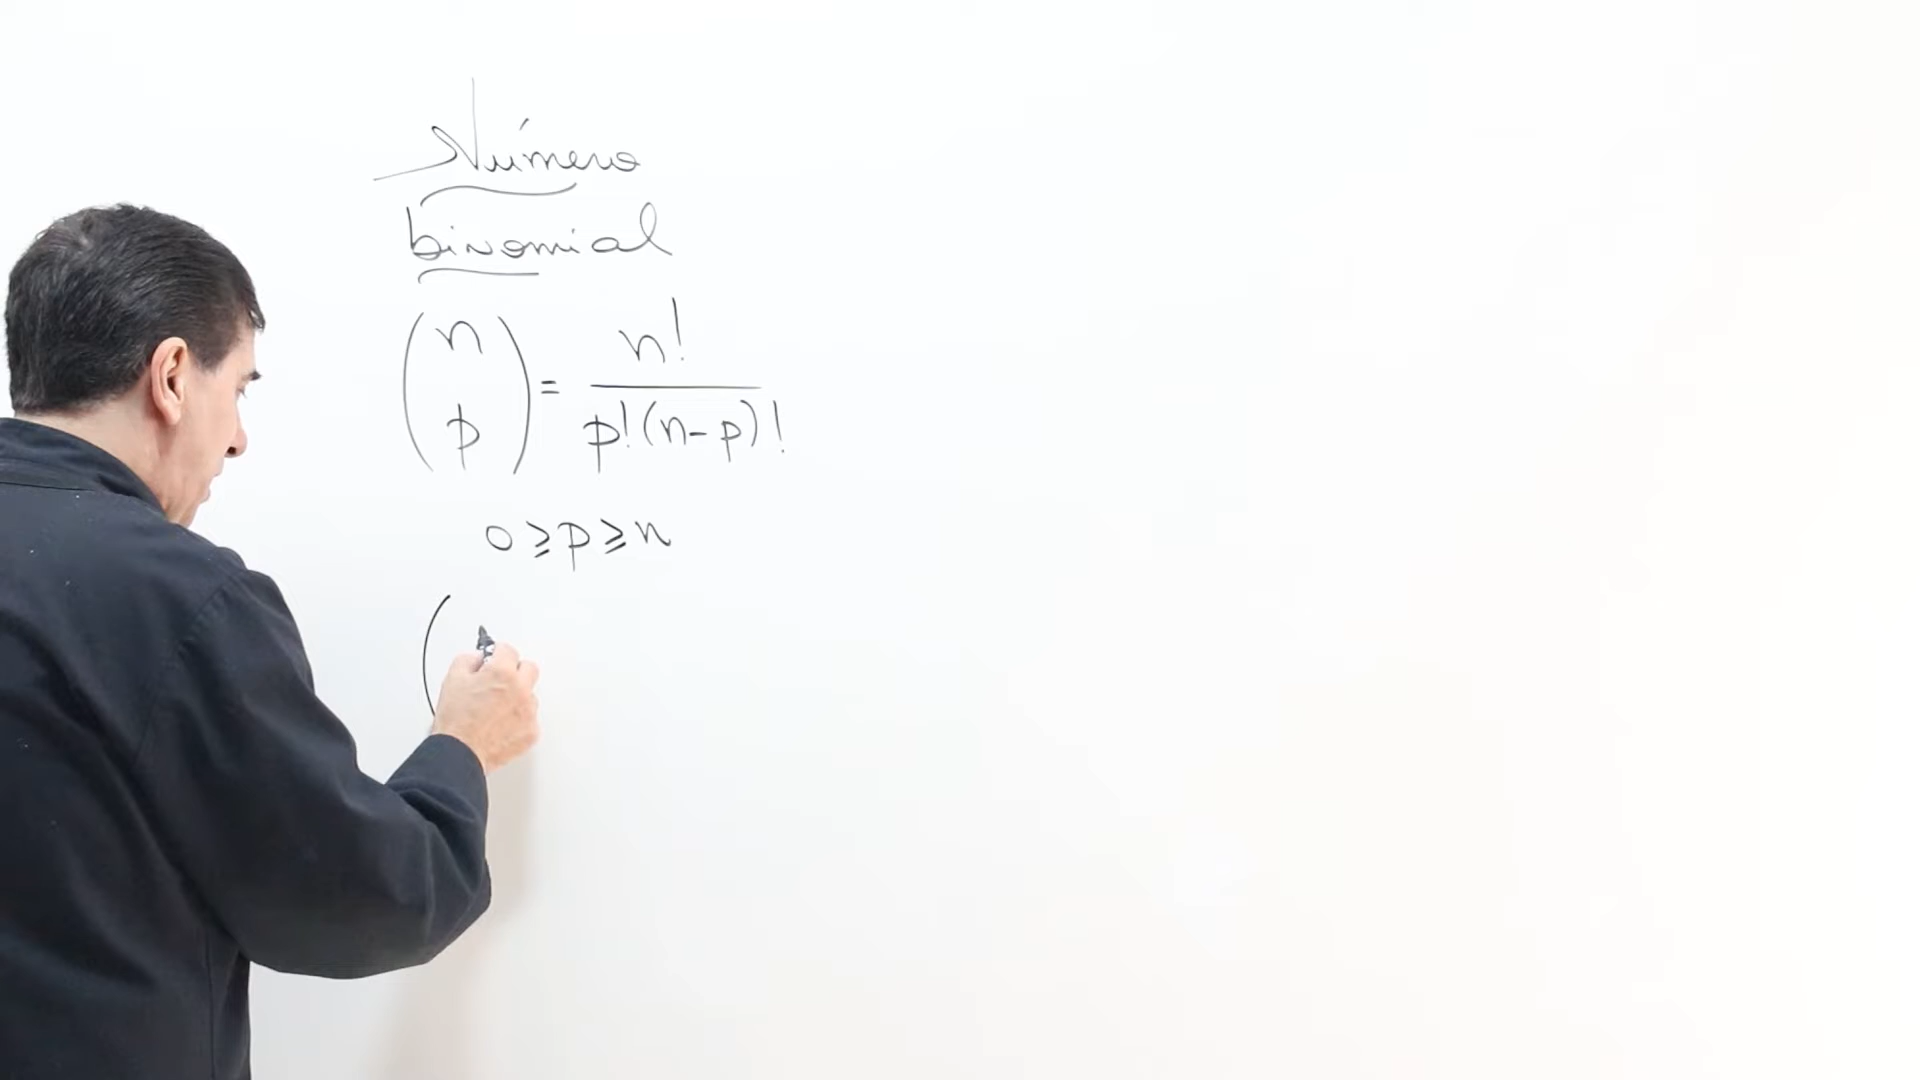 Número
binomial
(n p) = n! / p!(n-p)!
0 ≥ p ≥ n
(